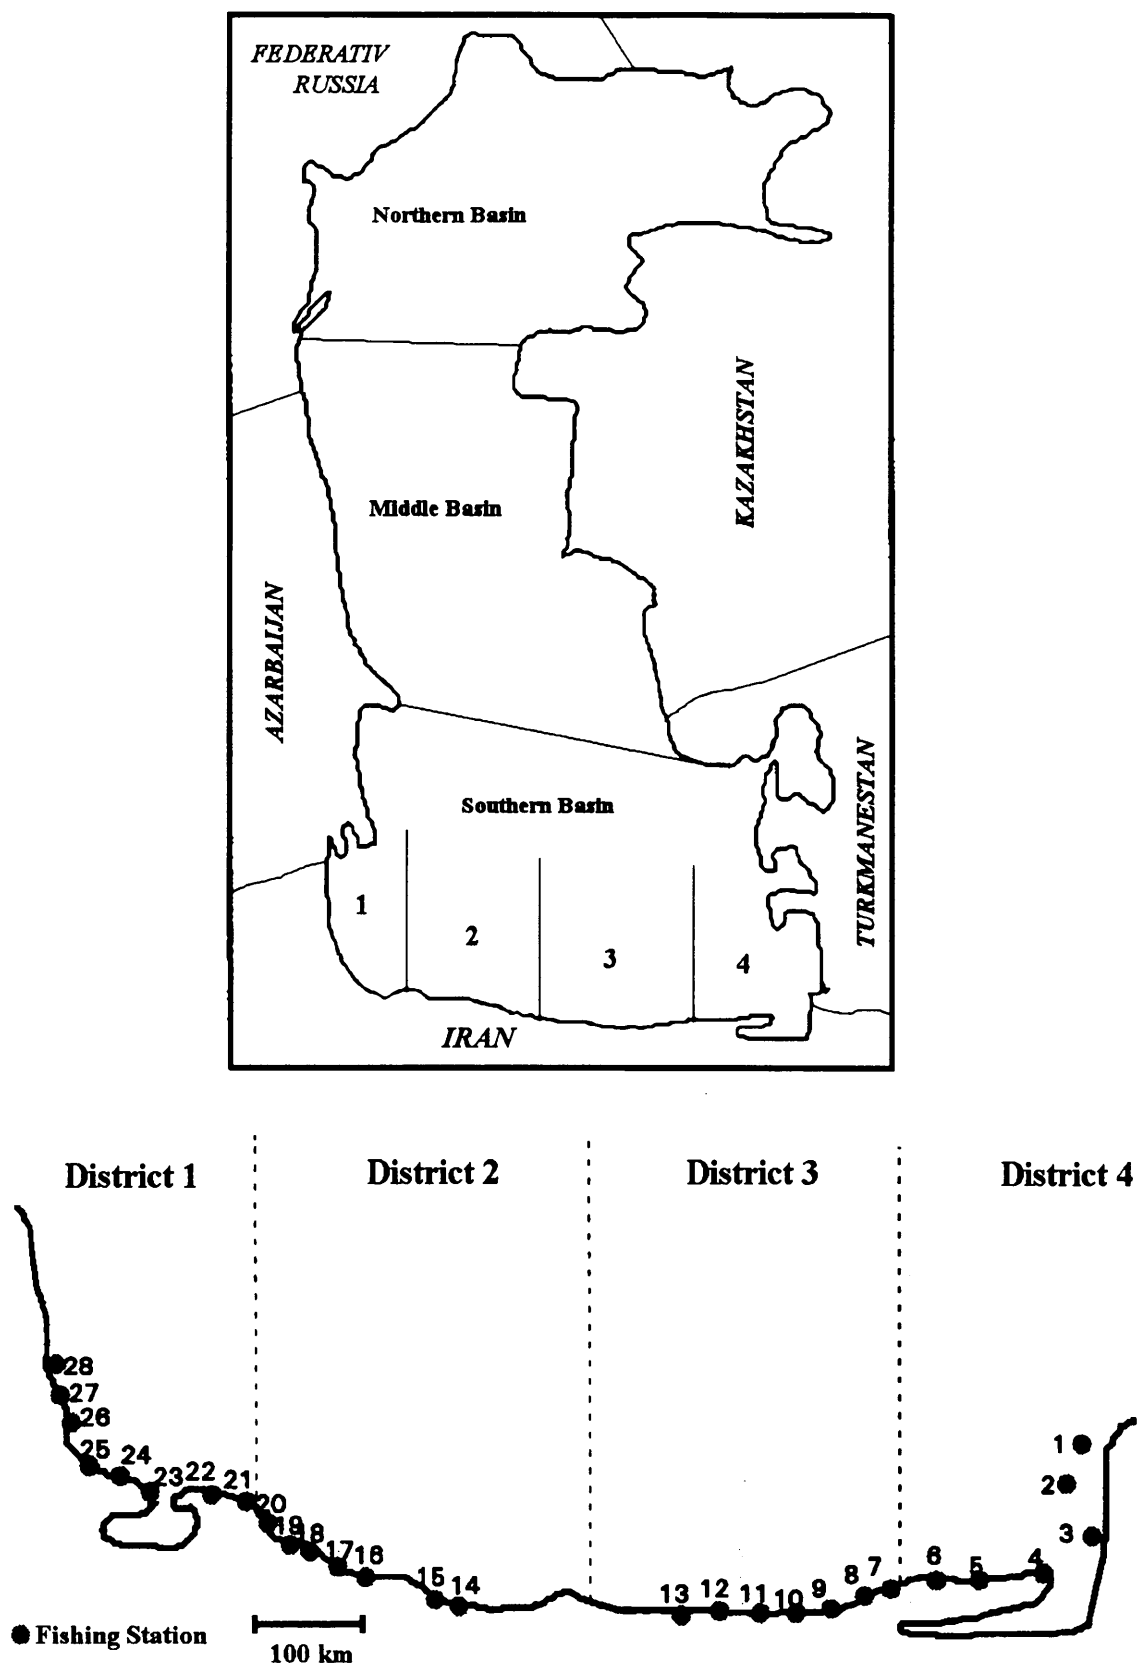 FEDERATIV
RUSSIA
Northern Basin
KAZAKHSTAN
Middle Basin
AZARBAIJAN
TURKMANESTAN
Southern Basin
1
2
3
4
IRAN
District 1
District 2
District 3
District 4
28
27
26
25
24
23
22
21
20
19
18
17
16
15
14
13
12
11
10
9
8
7
6
5
4
3
2
1
Fishing Station
100 km